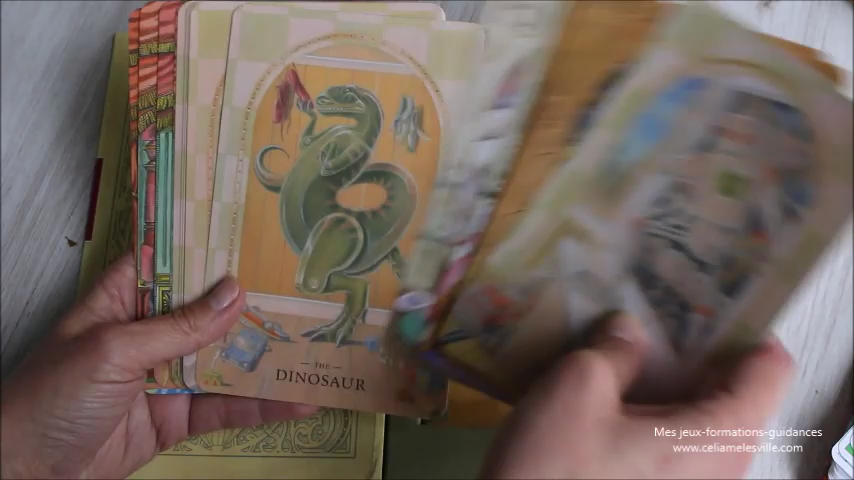 — THE —
DINOSAUR
Mes jeux-formations-guidances
www.celiamelesville.com